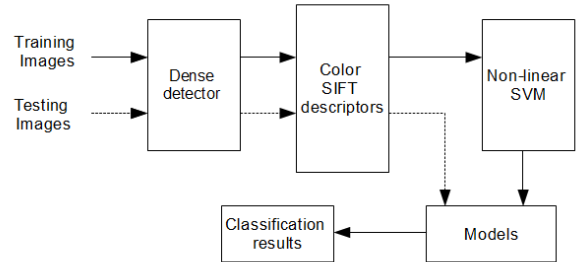 Training
Images
Testing
Images
Dense
detector
Color
SIFT
descriptors
Non-linear
SVM
Classification
results
Models